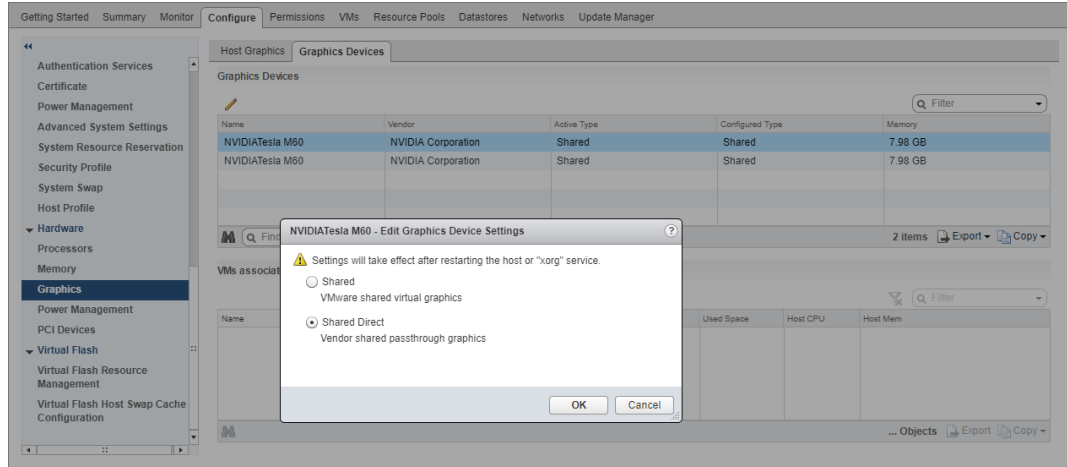 Getting Started Summary Monitor Configure Permissions VMs Resource Pools Datastores Networks Update Manager
Authentication Services
Certificate
Power Management
Advanced System Settings
System Resource Reservation
Security Profile
System Swap
Host Profile
Hardware
Processors
Memory
Graphics
Power Management
PCI Devices
Virtual Flash
Virtual Flash Resource
Management
Virtual Flash Host Swap Cache
Configuration
Host Graphics Graphics Devices
Graphics Devices
Filter
Name Vendor Active Type Configured Type Memory
NVIDIATesla M60 NVIDIA Corporation Shared Shared 7.98 GB
NVIDIATesla M60 NVIDIA Corporation Shared Shared 7.98 GB
Find
2 items Export Copy
VMs associat
Filter
Name Used Space Host CPU Host Mem
... Objects Export Copy
NVIDIATesla M60 - Edit Graphics Device Settings ?
Settings will take effect after restarting the host or "xorg" service.
Shared
VMware shared virtual graphics
Shared Direct
Vendor shared passthrough graphics
OK Cancel